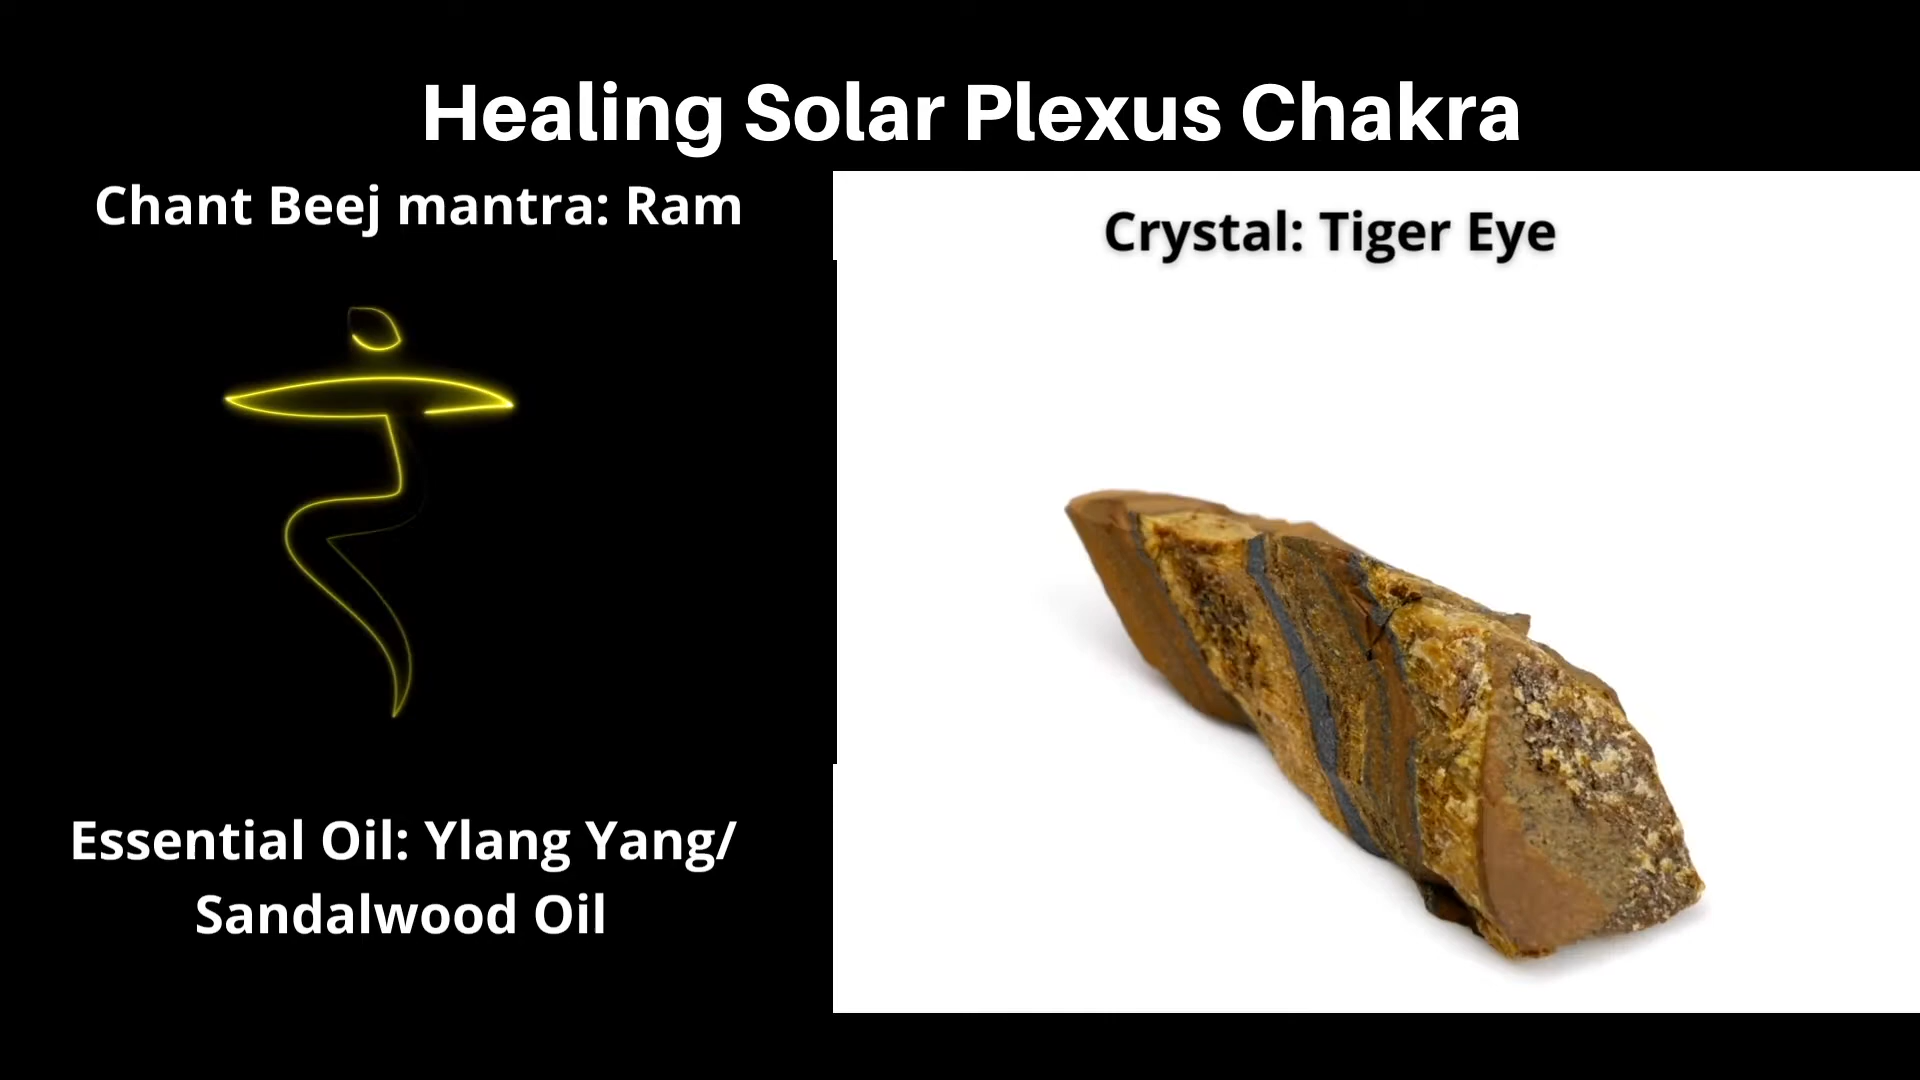 Healing Solar Plexus Chakra
Chant Beej mantra: Ram
Crystal: Tiger Eye
रं
Essential Oil: Ylang Yang/
Sandalwood Oil